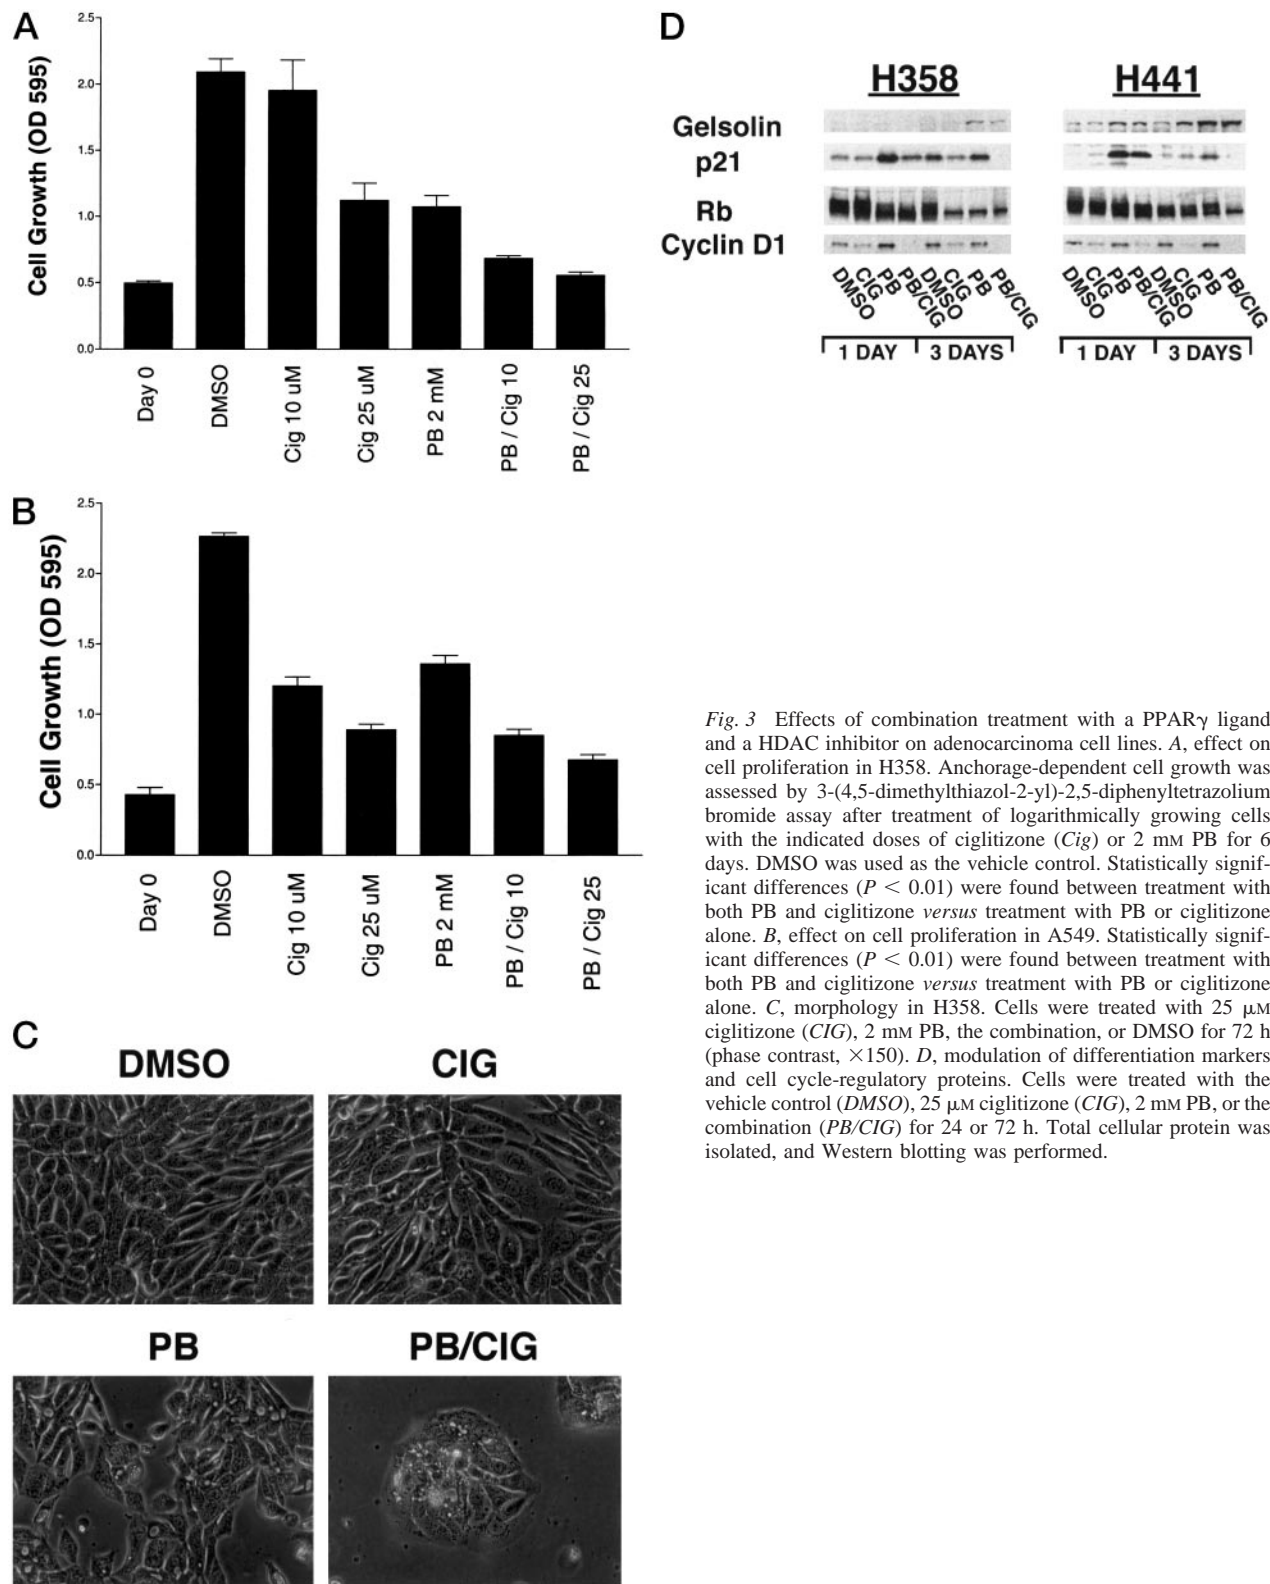 A
Cell Growth (OD 595)
2.5
2.0
1.5
1.0
0.5
0.0
Day 0
DMSO
Cig 10 uM
Cig 25 uM
PB 2 mM
PB / Cig 10
PB / Cig 25
B
Cell Growth (OD 595)
2.5
2.0
1.5
1.0
0.5
0.0
Day 0
DMSO
Cig 10 uM
Cig 25 uM
PB 2 mM
PB / Cig 10
PB / Cig 25
C
DMSO
CIG
PB
PB/CIG
D
H358
H441
Gelsolin
p21
Rb
Cyclin D1
DMSO
CIG
PB
PB/CIG
DMSO
CIG
PB
PB/CIG
DMSO
CIG
PB
PB/CIG
DMSO
CIG
PB
PB/CIG
1 DAY
3 DAYS
1 DAY
3 DAYS
Fig. 3 Effects of combination treatment with a PPARγ ligand
and a HDAC inhibitor on adenocarcinoma cell lines. A, effect on
cell proliferation in H358. Anchorage-dependent cell growth was
assessed by 3-(4,5-dimethylthiazol-2-yl)-2,5-diphenyltetrazolium
bromide assay after treatment of logarithmically growing cells
with the indicated doses of ciglitizone (Cig) or 2 mM PB for 6
days. DMSO was used as the vehicle control. Statistically signif-
icant differences (P < 0.01) were found between treatment with
both PB and ciglitizone versus treatment with PB or ciglitizone
alone. B, effect on cell proliferation in A549. Statistically signif-
icant differences (P < 0.01) were found between treatment with
both PB and ciglitizone versus treatment with PB or ciglitizone
alone. C, morphology in H358. Cells were treated with 25 μM
ciglitizone (CIG), 2 mM PB, the combination, or DMSO for 72 h
(phase contrast, ×150). D, modulation of differentiation markers
and cell cycle-regulatory proteins. Cells were treated with the
vehicle control (DMSO), 25 μM ciglitizone (CIG), 2 mM PB, or the
combination (PB/CIG) for 24 or 72 h. Total cellular protein was
isolated, and Western blotting was performed.